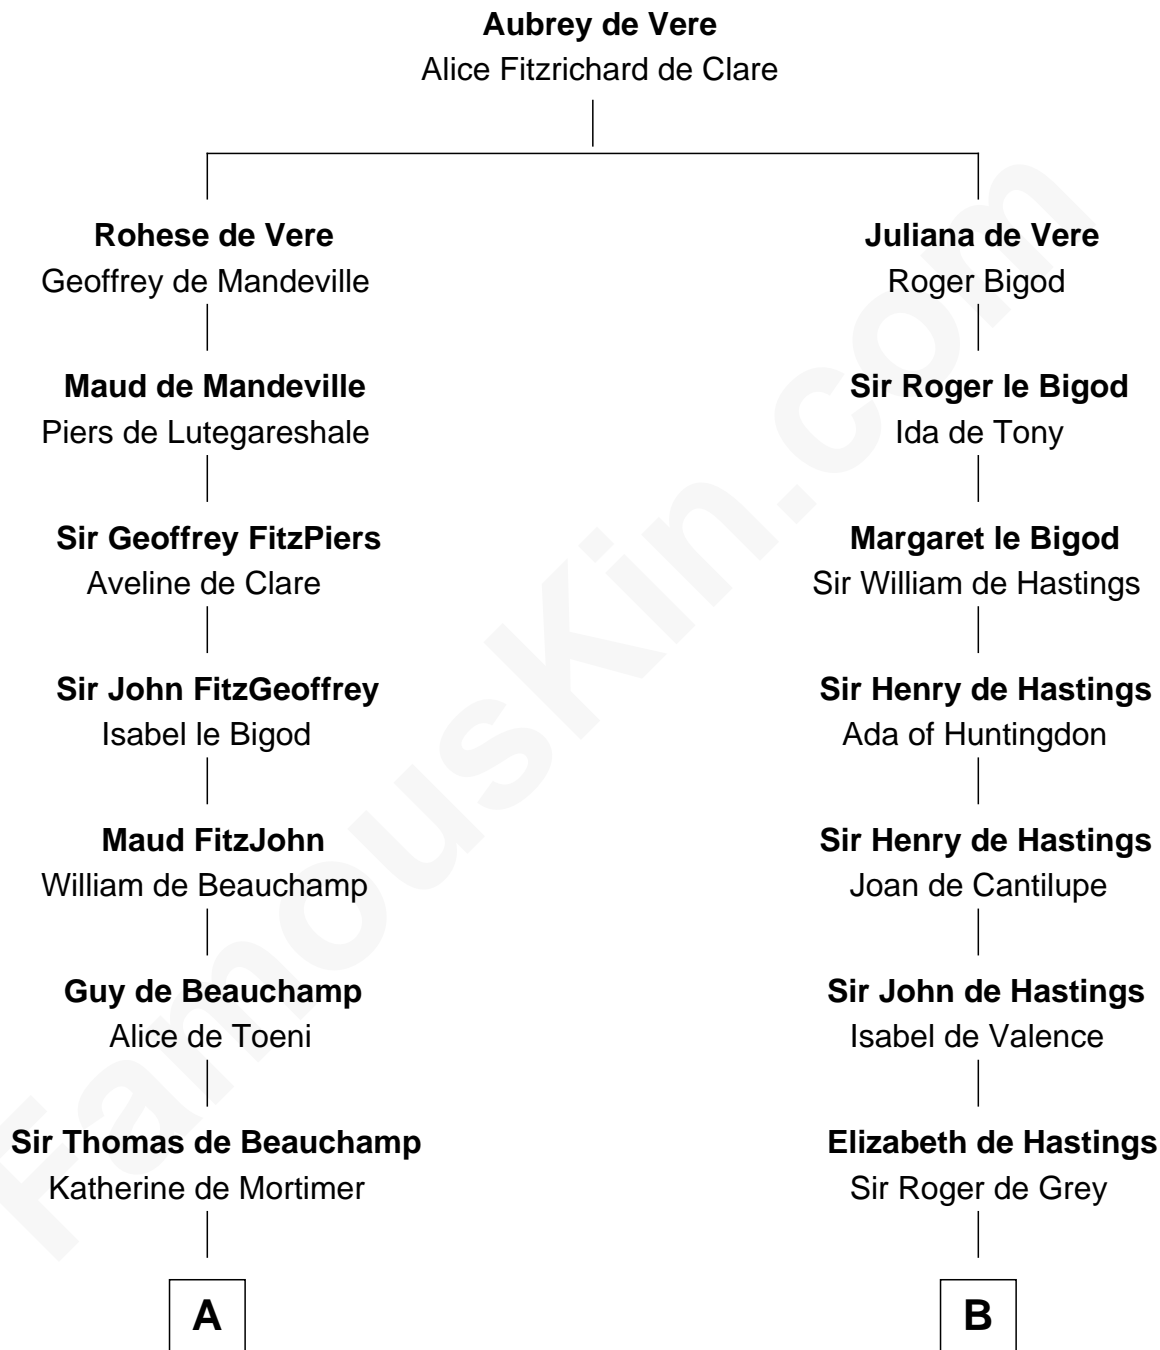 Aubrey de Vere
Alice Fitzrichard de Clare
Rohese de Vere
Geoffrey de Mandeville
Juliana de Vere
Roger Bigod
Maud de Mandeville
Piers de Lutegareshale
Sir Roger le Bigod
Ida de Tony
Sir Geoffrey FitzPiers
Aveline de Clare
Margaret le Bigod
Sir William de Hastings
Sir John FitzGeoffrey
Isabel le Bigod
Sir Henry de Hastings
Ada of Huntingdon
Maud FitzJohn
William de Beauchamp
Sir Henry de Hastings
Joan de Cantilupe
Guy de Beauchamp
Alice de Toeni
Sir John de Hastings
Isabel de Valence
Sir Thomas de Beauchamp
Katherine de Mortimer
Elizabeth de Hastings
Sir Roger de Grey
A
B
FamousKin.com